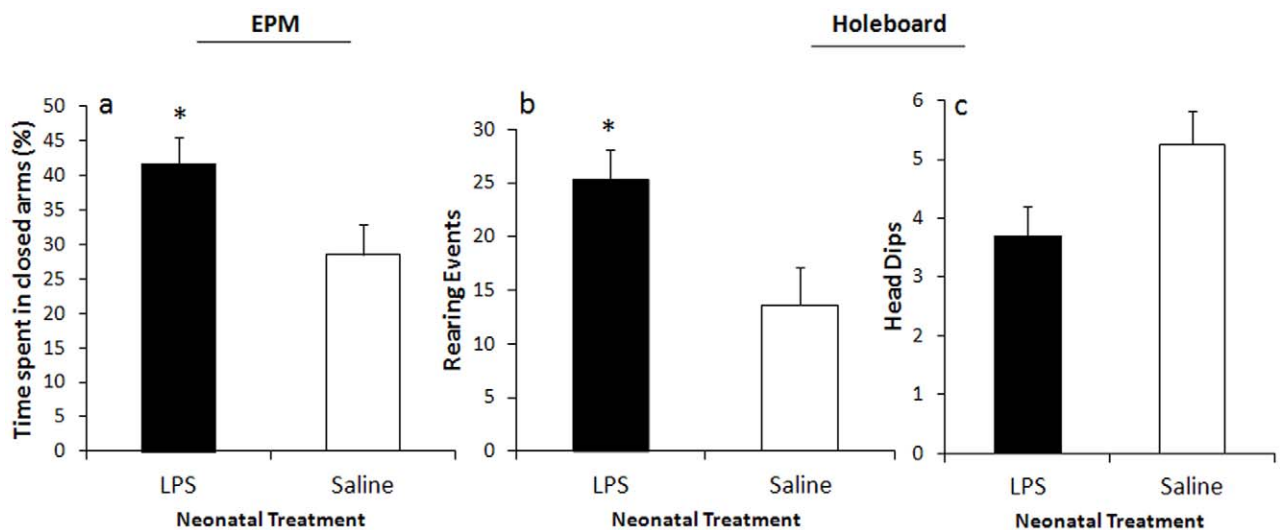 EPM
Holeboard
a
*
Time spent in closed arms (%)
50
45
40
35
30
25
20
15
10
5
0
LPS Saline
Neonatal Treatment
b
*
Rearing Events
30
25
20
15
10
5
0
LPS Saline
Neonatal Treatment
c
Head Dips
6
5
4
3
2
1
0
LPS Saline
Neonatal Treatment